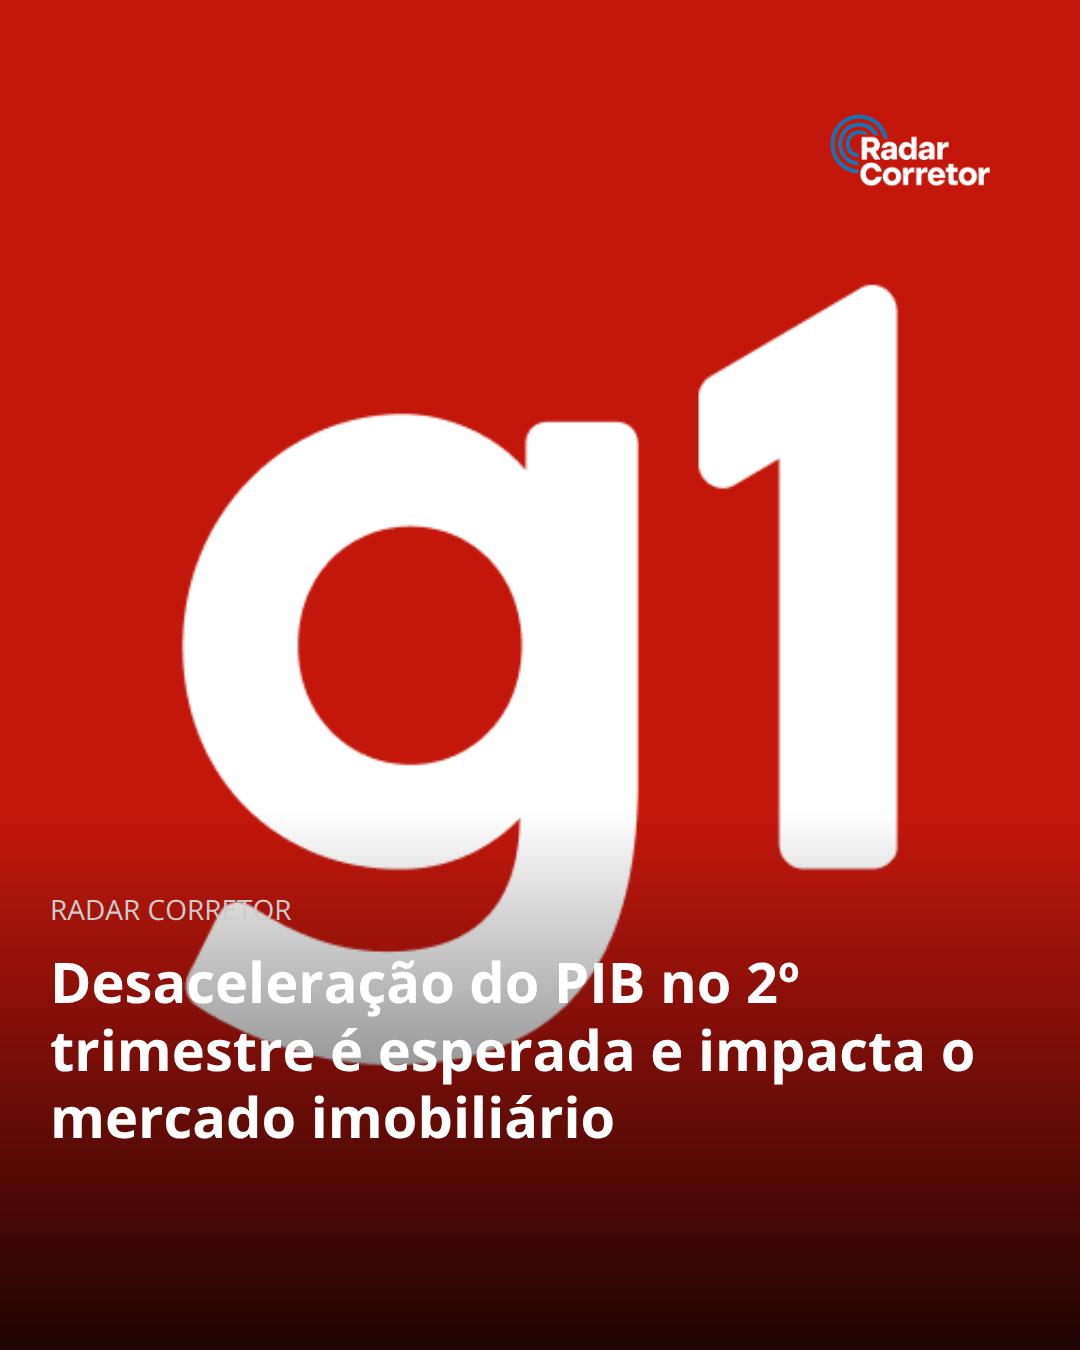 Radar
Corretor
g1
RADAR CORRETOR
Desaceleração do PIB no 2º
trimestre é esperada e impacta o
mercado imobiliário